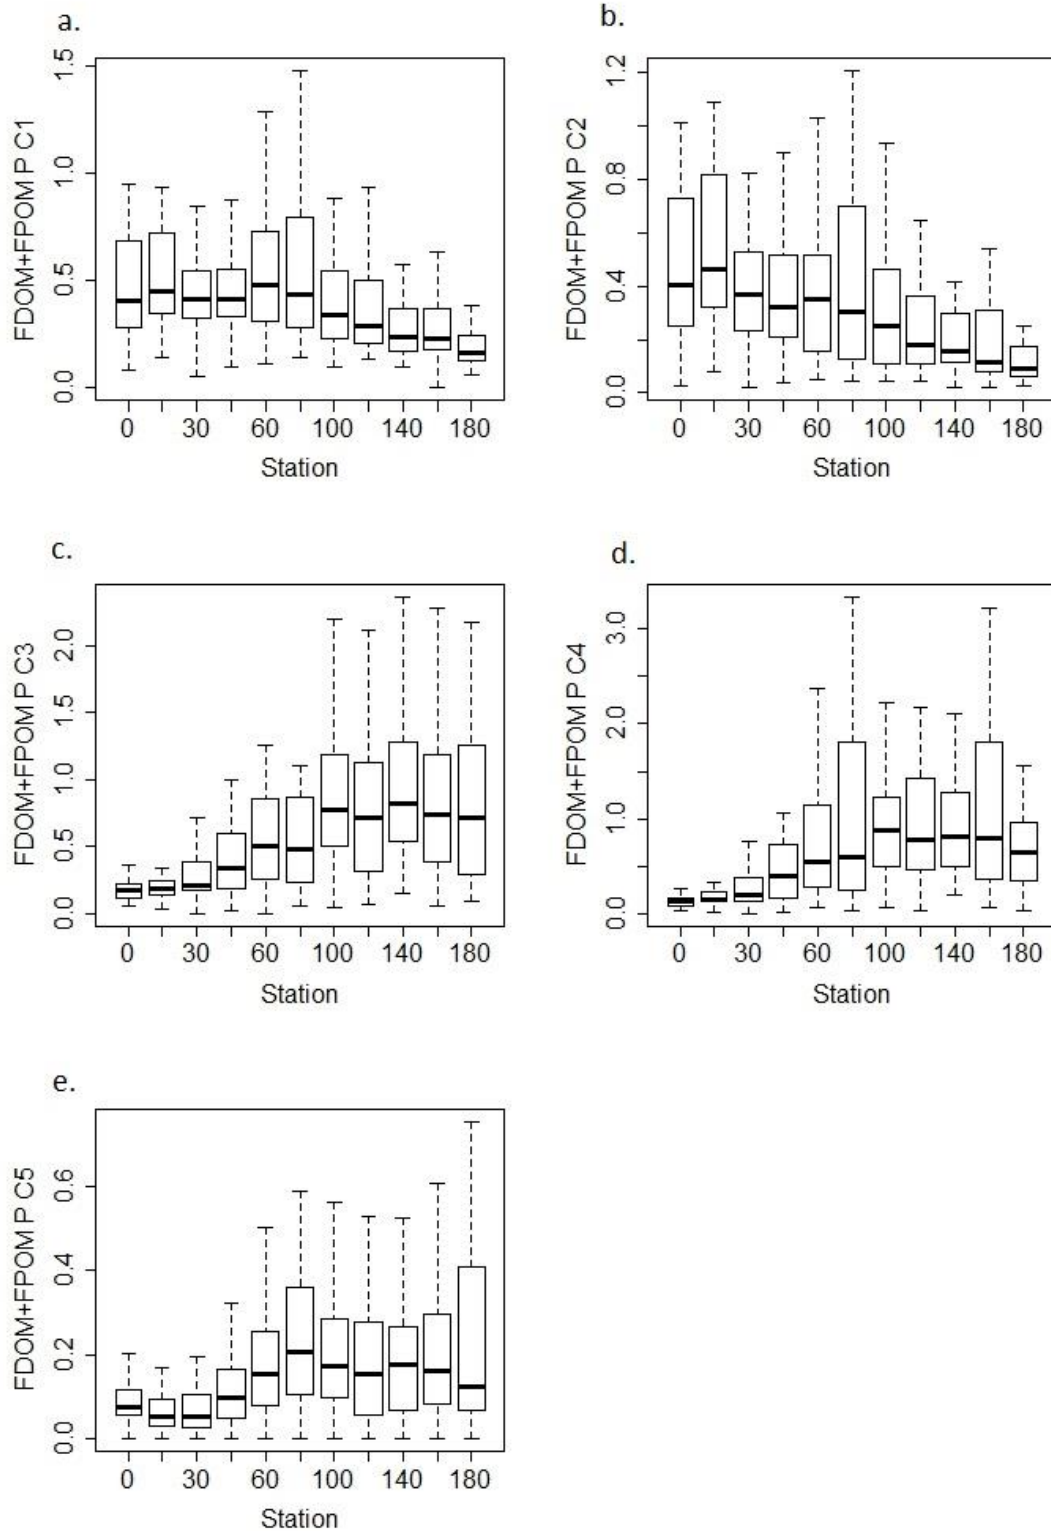 a.
FDOM+FPOM P C1
0.0 0.5 1.0 1.5
0 30 60 100 140 180
Station
b.
FDOM+FPOM P C2
0.0 0.4 0.8 1.2
0 30 60 100 140 180
Station
c.
FDOM+FPOM P C3
0.0 0.5 1.0 1.5 2.0
0 30 60 100 140 180
Station
d.
FDOM+FPOM P C4
0.0 1.0 2.0 3.0
0 30 60 100 140 180
Station
e.
FDOM+FPOM P C5
0.0 0.2 0.4 0.6
0 30 60 100 140 180
Station